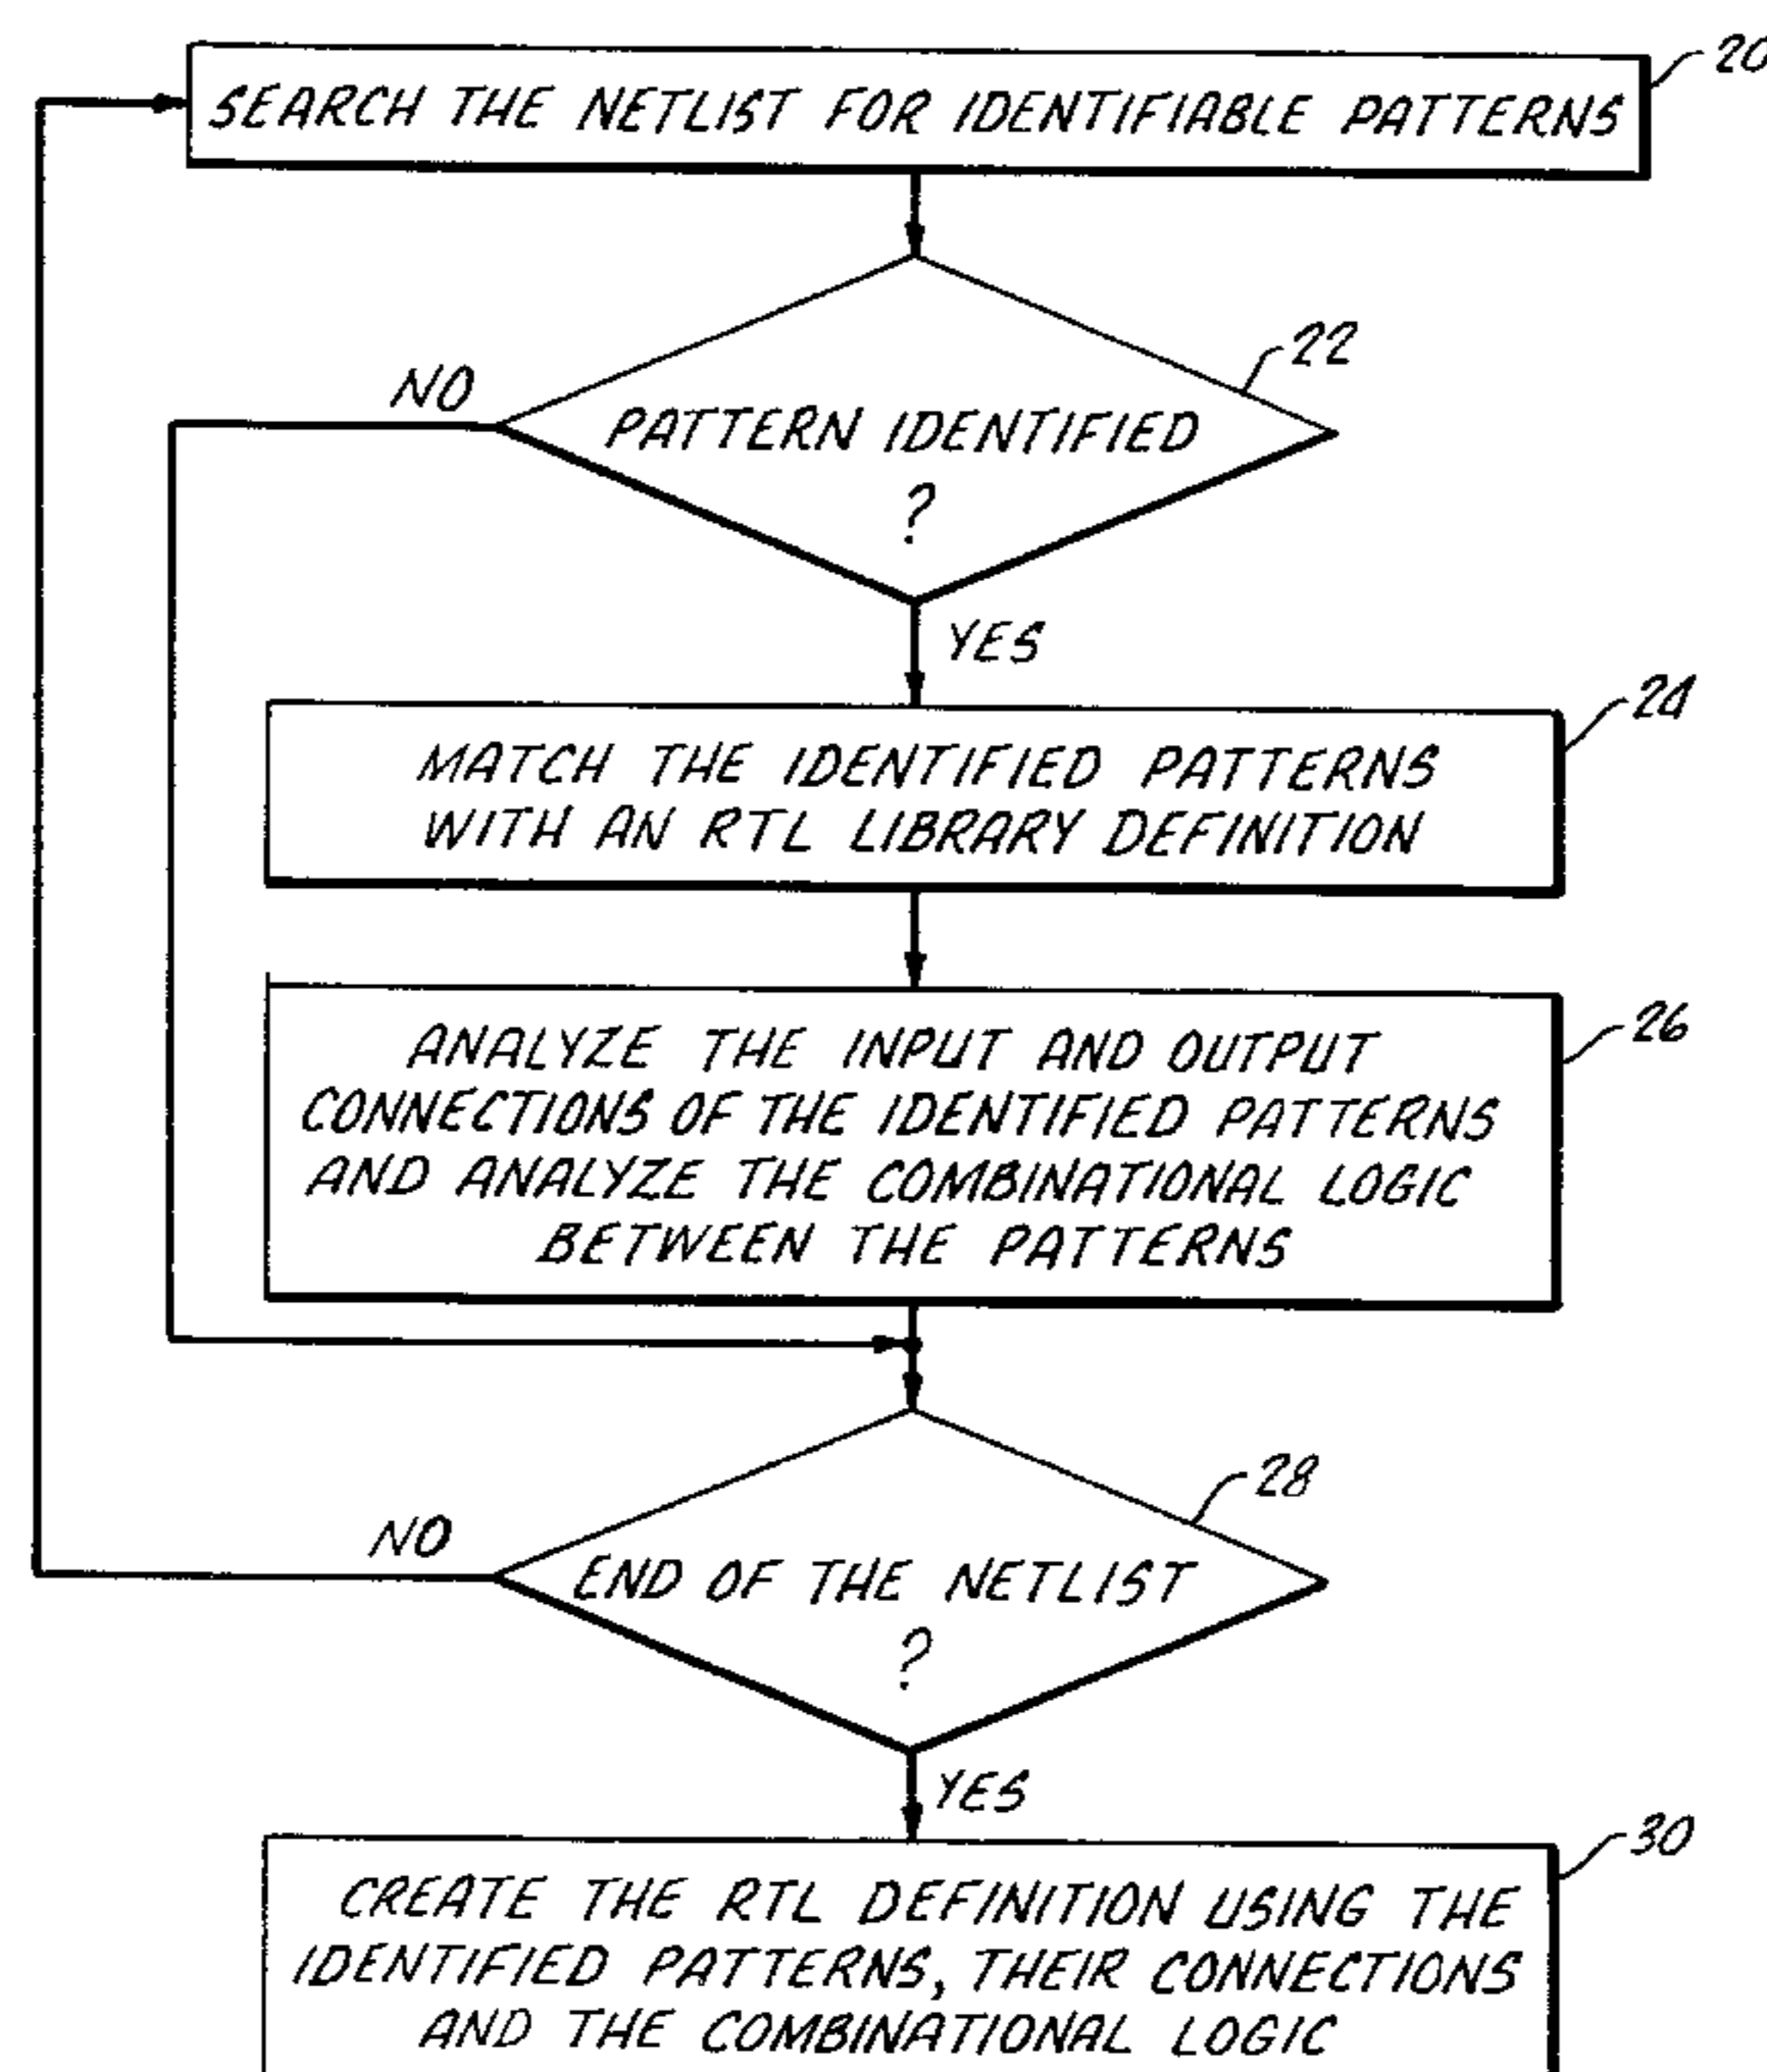 20
SEARCH THE NETLIST FOR IDENTIFIABLE PATTERNS
22
NO
PATTERN IDENTIFIED
?
YES
24
MATCH THE IDENTIFIED PATTERNS
WITH AN RTL LIBRARY DEFINITION
26
ANALYZE THE INPUT AND OUTPUT
CONNECTIONS OF THE IDENTIFIED PATTERNS
AND ANALYZE THE COMBINATIONAL LOGIC
BETWEEN THE PATTERNS
28
NO
END OF THE NETLIST
?
YES
30
CREATE THE RTL DEFINITION USING THE
IDENTIFIED PATTERNS, THEIR CONNECTIONS
AND THE COMBINATIONAL LOGIC